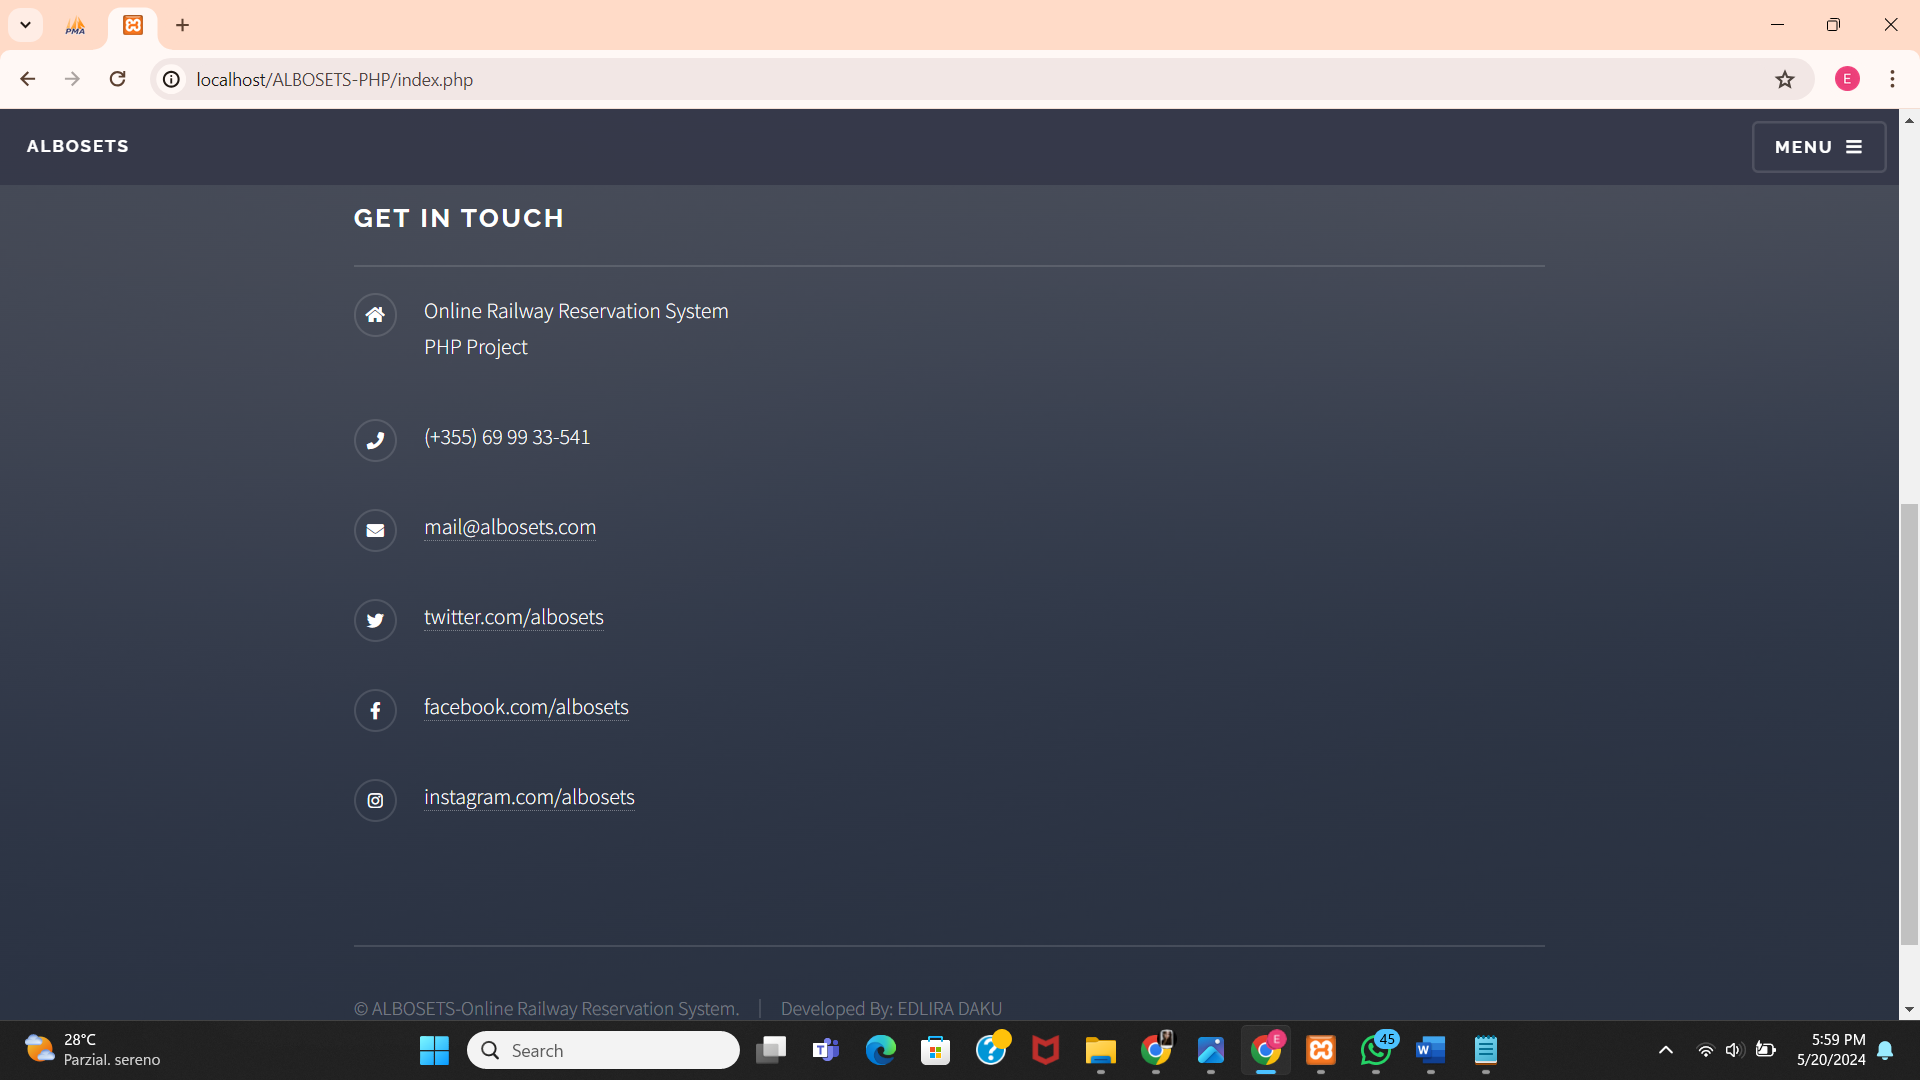 PMA
localhost/ALBOSETS-PHP/index.php
E
ALBOSETS
MENU
GET IN TOUCH
Online Railway Reservation System
PHP Project
(+355) 69 99 33-541
mail@albosets.com
twitter.com/albosets
facebook.com/albosets
instagram.com/albosets
© ALBOSETS-Online Railway Reservation System.
Developed By: EDLIRA DAKU
28°C
Parzial. sereno
Search
E
45
5:59 PM
5/20/2024